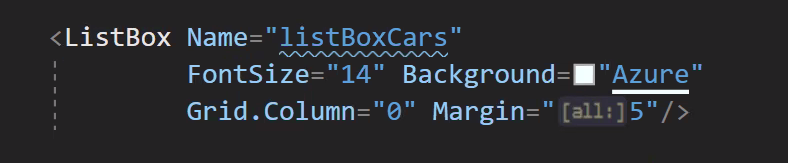 <ListBox Name="listBoxCars"
FontSize="14" Background="Azure"
Grid.Column="0" Margin="[all:]5"/>